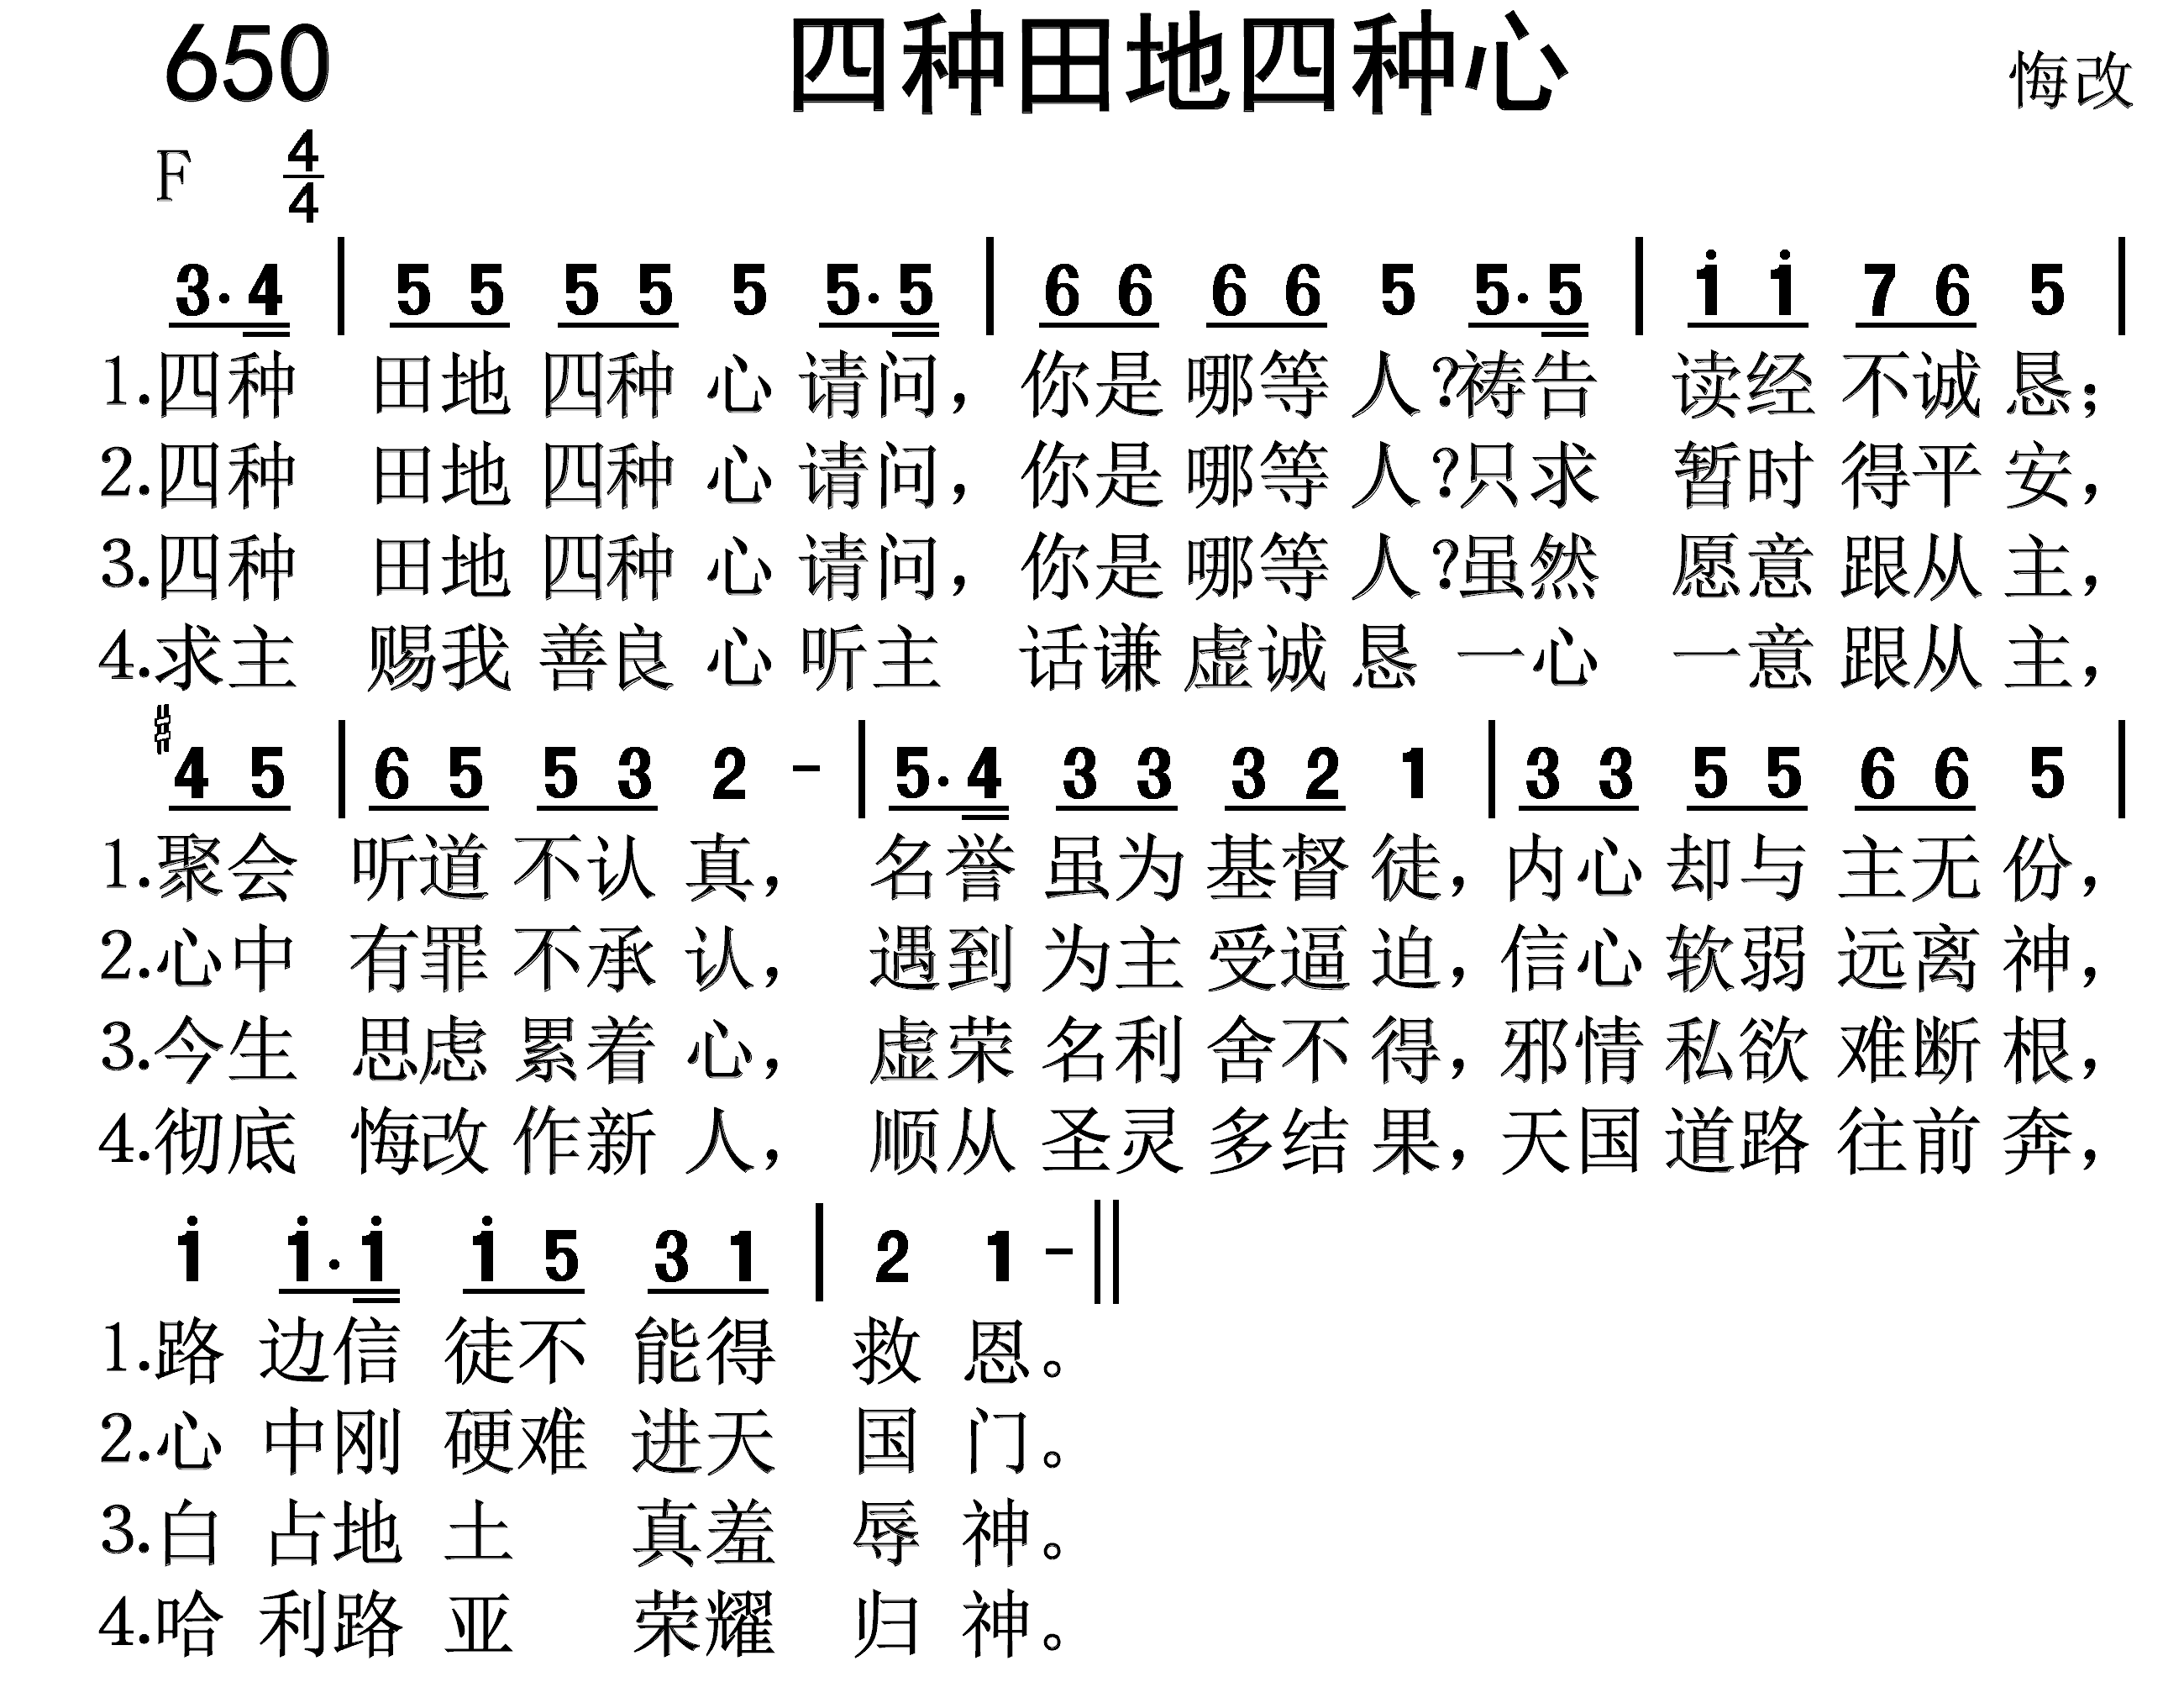 650 四种田地四种心 悔改
F 4/4
3·4 | 5 5 5 5 5 5·5 | 6 6 6 6 5 5·5 | i i 7 6 5 |
1.四种 田地 四种 心 请问，你是 哪等 人?祷告 读经 不诚 恳；
2.四种 田地 四种 心 请问，你是 哪等 人?只求 暂时 得平 安，
3.四种 田地 四种 心 请问，你是 哪等 人?虽然 愿意 跟从 主，
4.求主 赐我 善良 心 听主 话谦 虚诚 恳 一心 一意 跟从 主，
#4 5 | 6 5 5 3 2 - | 5·4 3 3 3 2 1 | 3 3 5 5 6 6 5 |
1.聚会 听道 不认 真， 名誉 虽为 基督 徒，内心 却与 主无 份，
2.心中 有罪 不承 认， 遇到 为主 受逼 迫，信心 软弱 远离 神，
3.今生 思虑 累着 心， 虚荣 名利 舍不 得，邪情 私欲 难断 根，
4.彻底 悔改 作新 人， 顺从 圣灵 多结 果，天国 道路 往前 奔，
i i·i i 5 3 1 | 2 1 - ||
1.路 边信 徒不 能得 救 恩。
2.心 中刚 硬难 进天 国 门。
3.白 占地 土 真羞 辱 神。
4.哈 利路 亚 荣耀 归 神。